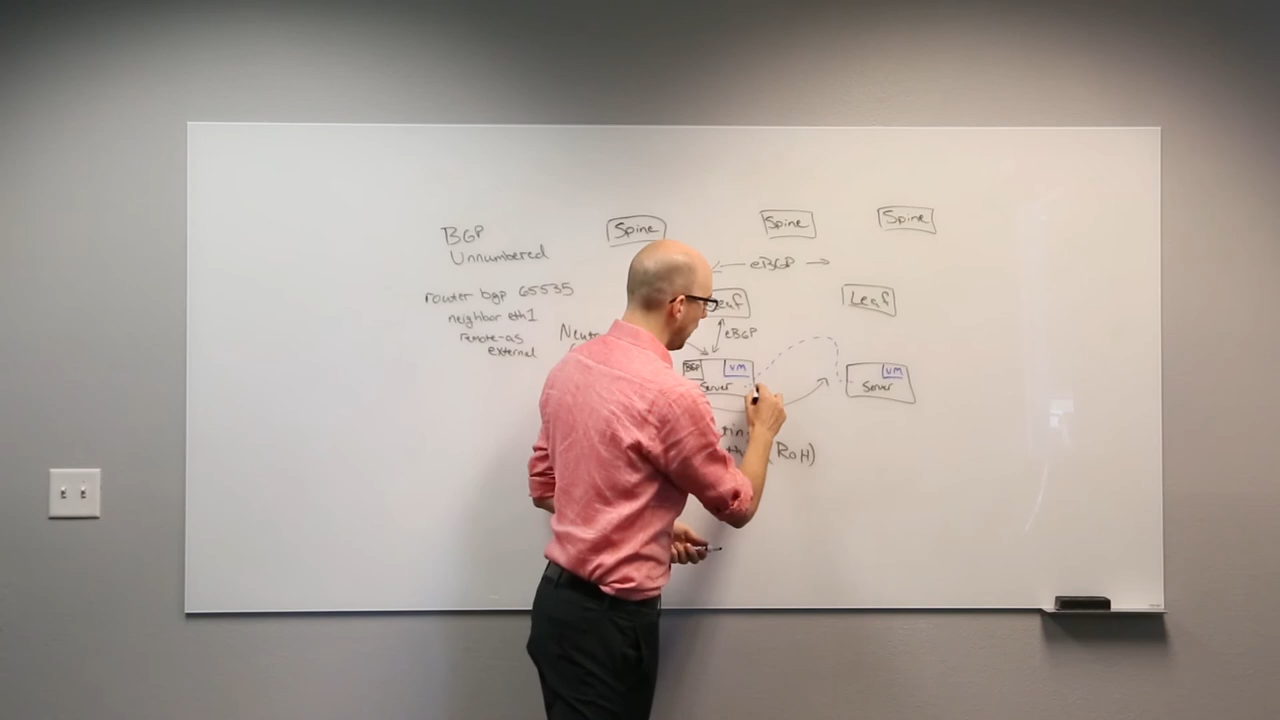 BGP
Unnumbered
router bgp 65535
neighbor eth1
remote-as
external
Spine
Spine
Spine
eBGP
Leaf
eBGP
BGP
VM
Server
VM
Server
(RoH)